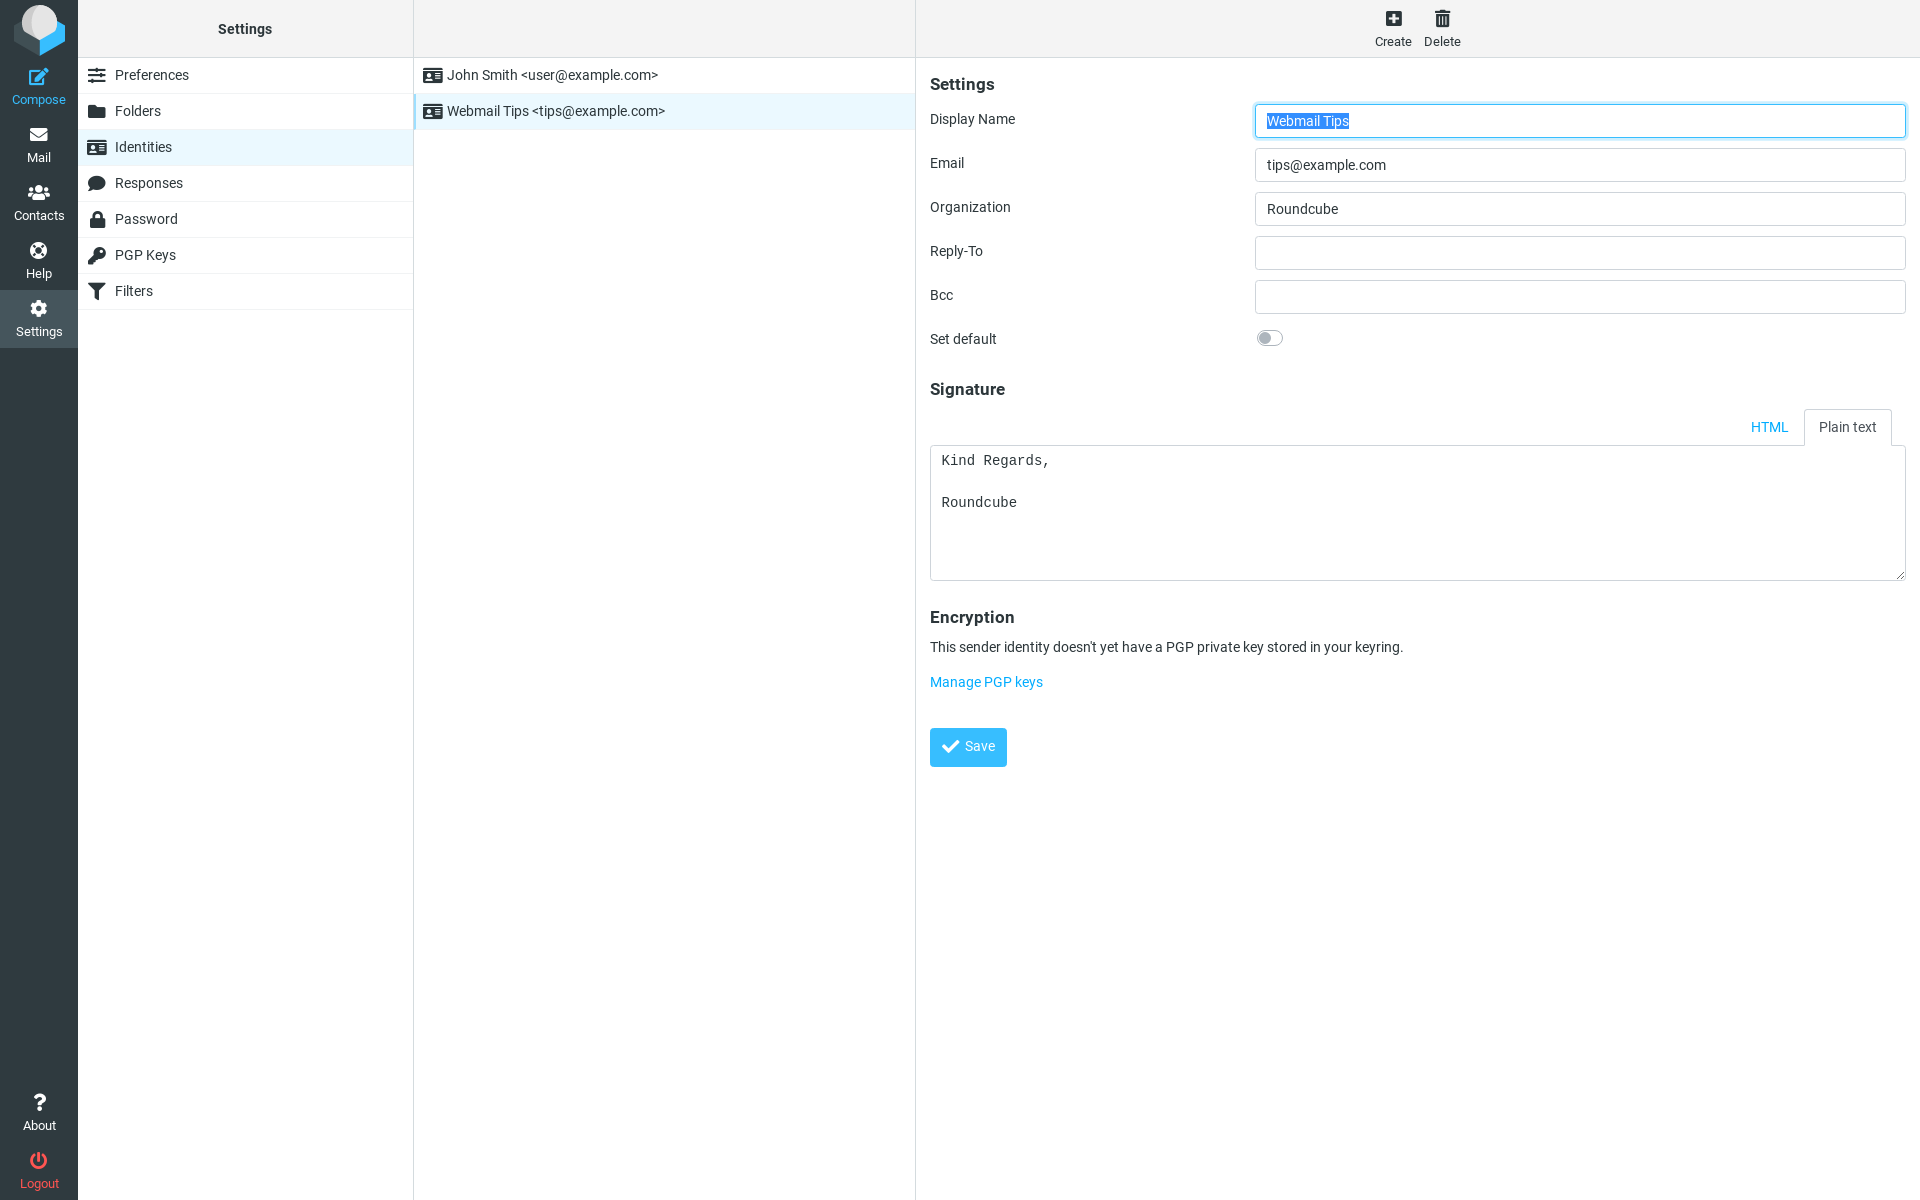 Settings
Create
Delete
Compose
Mail
Contacts
Help
Settings
About
Logout
Preferences
Folders
Identities
Responses
Password
PGP Keys
Filters
John Smith <user@example.com>
Webmail Tips <tips@example.com>
Settings
Display Name
Webmail Tips
Email
tips@example.com
Organization
Roundcube
Reply-To
Bcc
Set default
Signature
HTML
Plain text
Kind Regards,
Roundcube
Encryption
This sender identity doesn't yet have a PGP private key stored in your keyring.
Manage PGP keys
Save